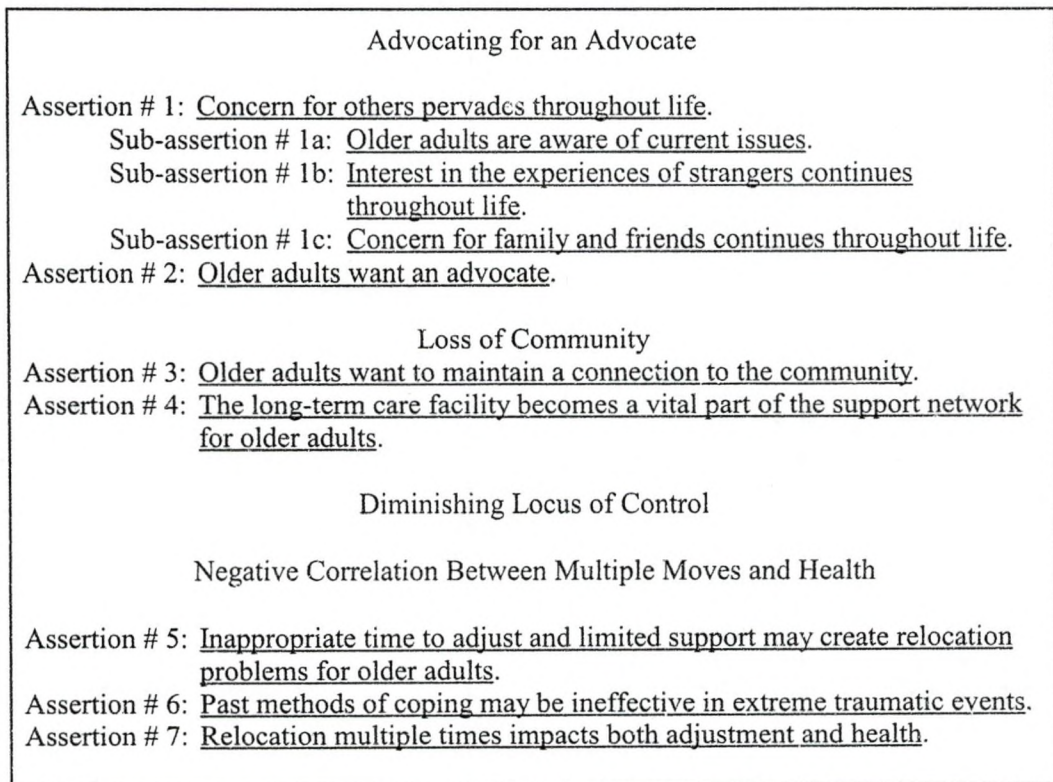 Advocating for an Advocate
Assertion # 1: Concern for others pervades throughout life.
Sub-assertion # 1a: Older adults are aware of current issues.
Sub-assertion # 1b: Interest in the experiences of strangers continues
throughout life.
Sub-assertion # 1c: Concern for family and friends continues throughout life.
Assertion # 2: Older adults want an advocate.
Loss of Community
Assertion # 3: Older adults want to maintain a connection to the community.
Assertion # 4: The long-term care facility becomes a vital part of the support network
for older adults.
Diminishing Locus of Control
Negative Correlation Between Multiple Moves and Health
Assertion # 5: Inappropriate time to adjust and limited support may create relocation
problems for older adults.
Assertion # 6: Past methods of coping may be ineffective in extreme traumatic events.
Assertion # 7: Relocation multiple times impacts both adjustment and health.